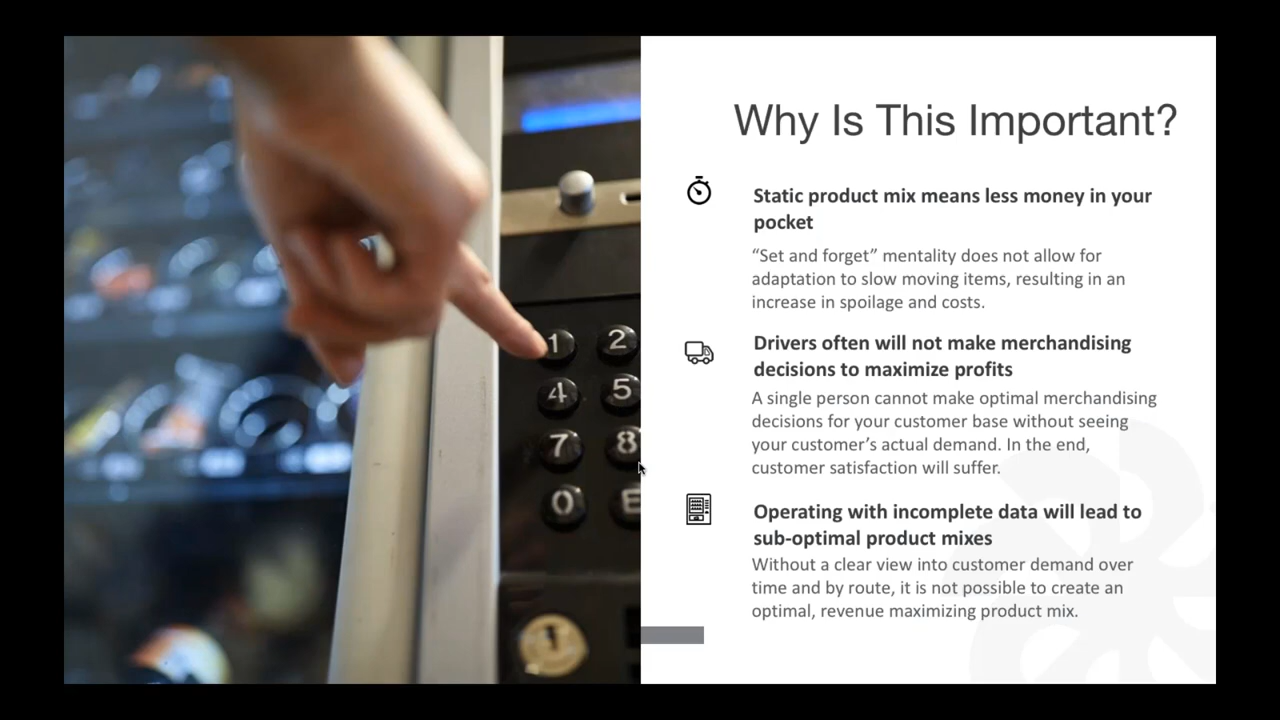 Why Is This Important?
Static product mix means less money in your
pocket
“Set and forget” mentality does not allow for
adaptation to slow moving items, resulting in an
increase in spoilage and costs.
Drivers often will not make merchandising
decisions to maximize profits
A single person cannot make optimal merchandising
decisions for your customer base without seeing
your customer’s actual demand. In the end,
customer satisfaction will suffer.
Operating with incomplete data will lead to
sub-optimal product mixes
Without a clear view into customer demand over
time and by route, it is not possible to create an
optimal, revenue maximizing product mix.
1 2
4 5
7 8
0 E